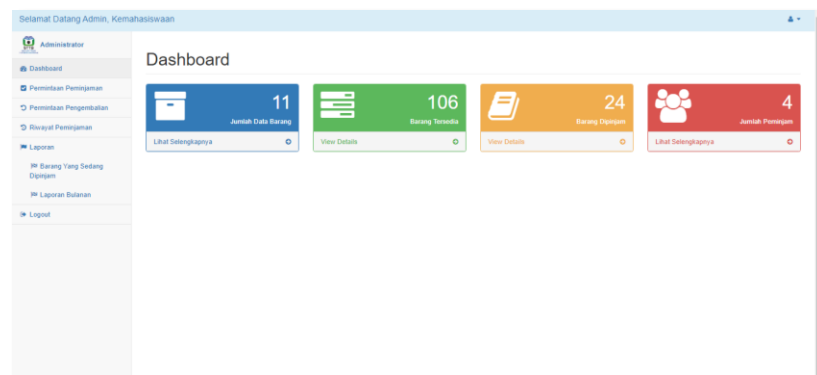 Selamat Datang Admin, Kemahasiswaan
Administrator
Dashboard
Permintaan Peminjaman
Permintaan Pengembalian
Riwayat Peminjaman
Laporan
Barang Yang Sedang
Dipinjam
Laporan Bulanan
Logout
Dashboard
11
Jumlah Data Barang
Lihat Selengkapnya
106
Barang Tersedia
View Details
24
Barang Dipinjam
View Details
4
Jumlah Peminjam
Lihat Selengkapnya